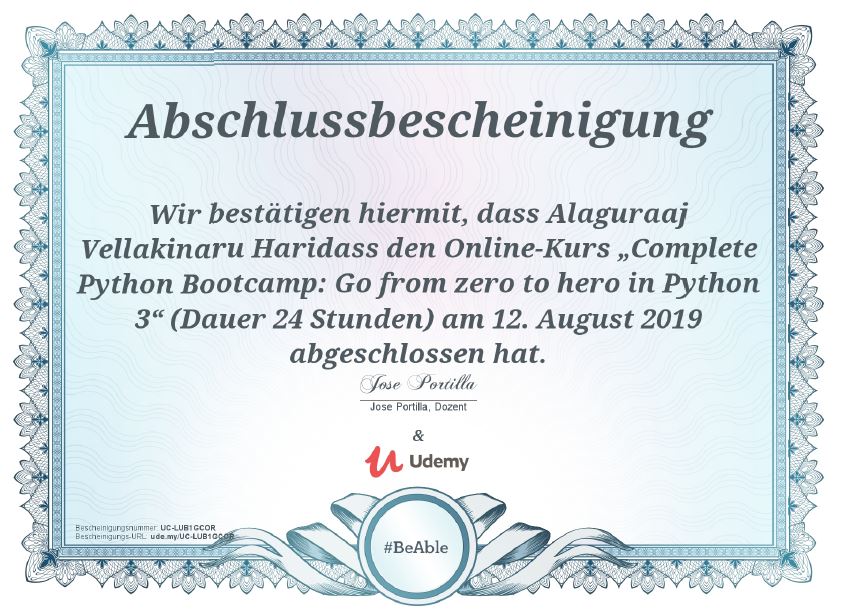 Abschlussbescheinigung
Wir bestätigen hiermit, dass Alaguraaj
Vellakinaru Haridass den Online-Kurs „Complete
Python Bootcamp: Go from zero to hero in Python
3“ (Dauer 24 Stunden) am 12. August 2019
abgeschlossen hat.
Jose Portilla
Jose Portilla, Dozent
&
Udemy
Bescheinigungsnummer: UC-LUB1GCOR
Bescheinigungs-URL: ude.my/UC-LUB1GCOR
#BeAble